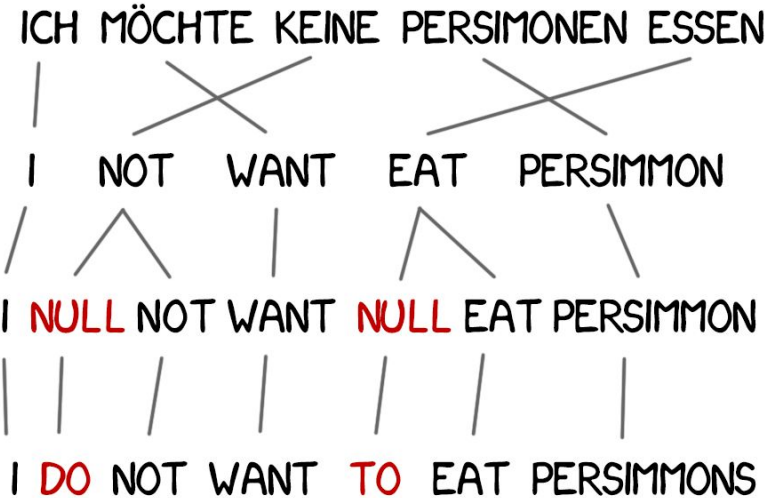 ICH MÖCHTE KEINE PERSIMONEN ESSEN
I NOT WANT EAT PERSIMMON
I NULL NOT WANT NULL EAT PERSIMMON
I DO NOT WANT TO EAT PERSIMMONS